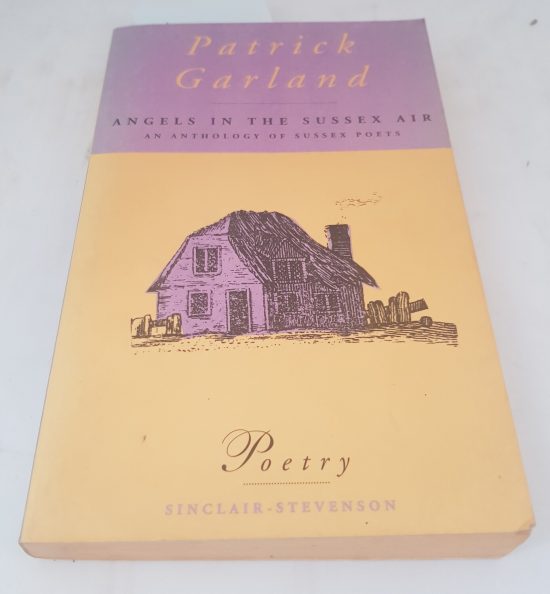 Patrick
Garland
ANGELS IN THE SUSSEX AIR
AN ANTHOLOGY OF SUSSEX POETS
Poetry
SINCLAIR-STEVENSON